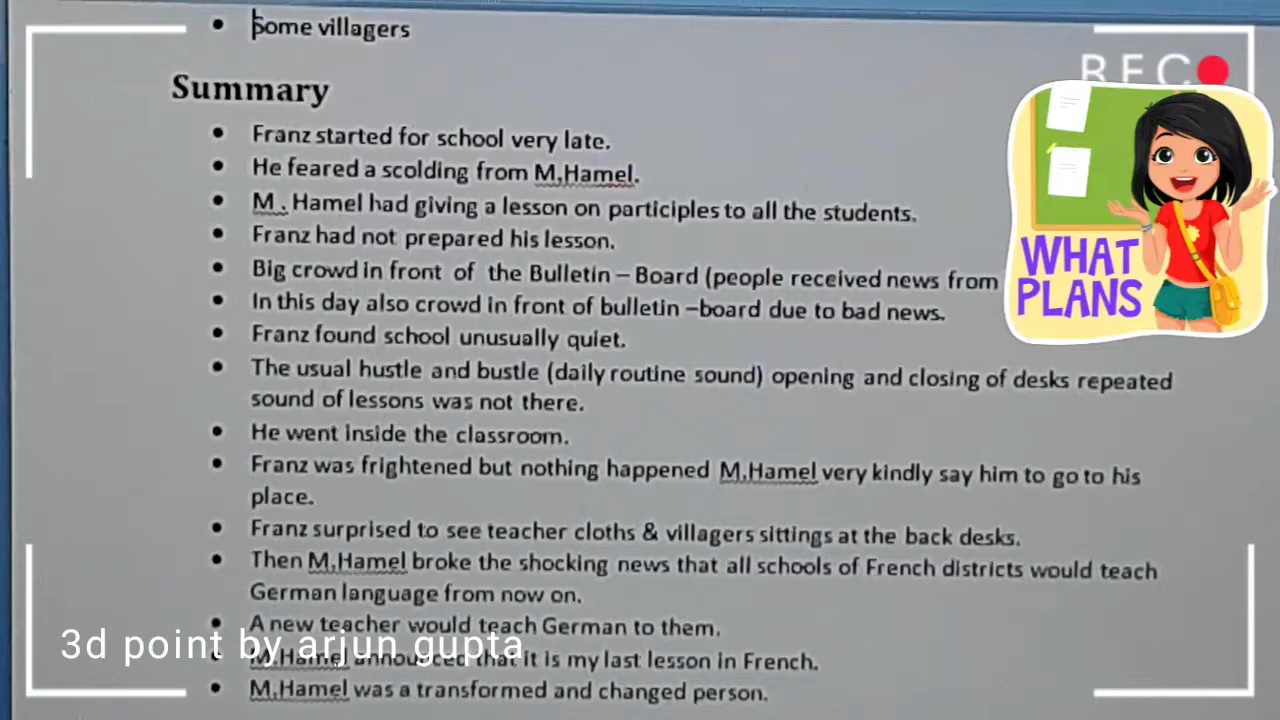 Some villagers
REC
Summary
Franz started for school very late.
He feared a scolding from M,Hamel.
M . Hamel had giving a lesson on participles to all the students.
Franz had not prepared his lesson.
Big crowd in front of the Bulletin – Board (people received news from
WHAT PLANS
In this day also crowd in front of bulletin –board due to bad news.
Franz found school unusually quiet.
The usual hustle and bustle (daily routine sound) opening and closing of desks repeated
sound of lessons was not there.
He went inside the classroom.
Franz was frightened but nothing happened M,Hamel very kindly say him to go to his
place.
Franz surprised to see teacher cloths & villagers sittings at the back desks.
Then M,Hamel broke the shocking news that all schools of French districts would teach
German language from now on.
A new teacher would teach German to them.
3d point by arjun gupta
M.Hamel announced that it is my last lesson in French.
M,Hamel was a transformed and changed person.